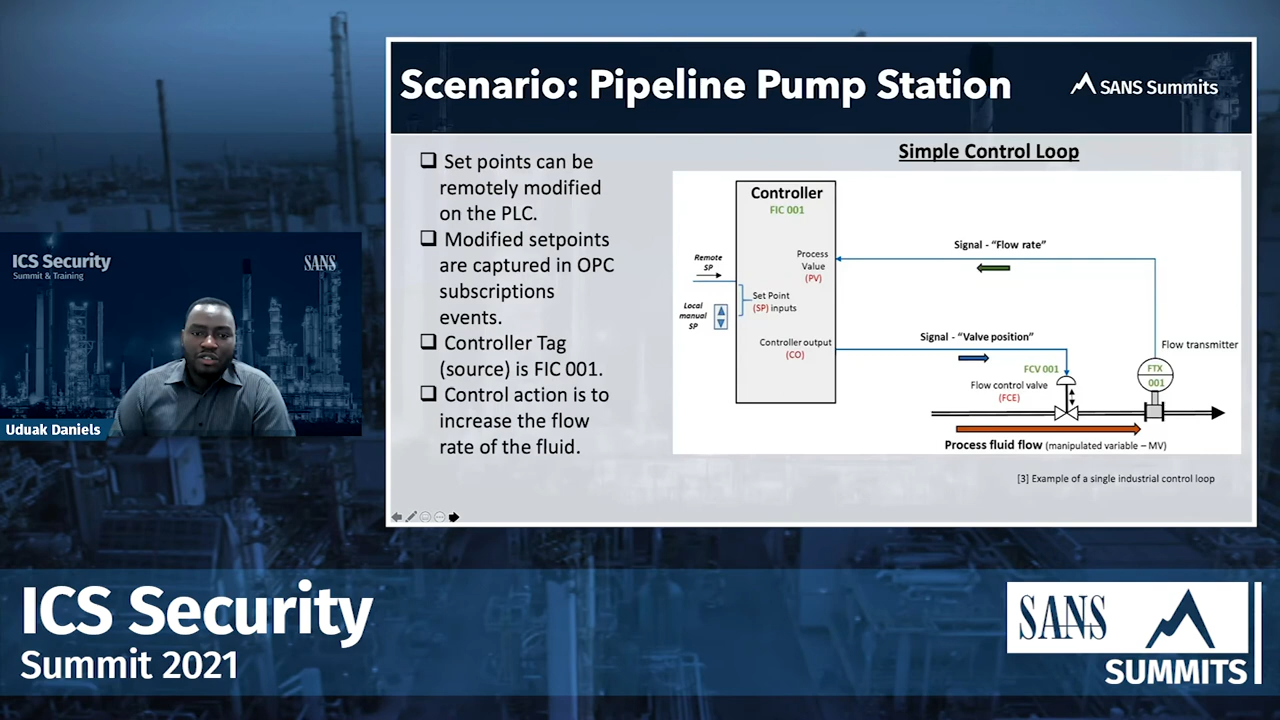 Scenario: Pipeline Pump Station
SANS Summits
❑ Set points can be
remotely modified
on the PLC.
❑ Modified setpoints
are captured in OPC
subscriptions
events.
❑ Controller Tag
(source) is FIC 001.
❑ Control action is to
increase the flow
rate of the fluid.
Simple Control Loop
Controller
FIC 001
Process
Value
(PV)
Remote
SP
Set Point
(SP) inputs
Local
manual
SP
Controller output
(CO)
Signal - “Flow rate”
Signal - “Valve position”
Flow transmitter
FTX
001
FCV 001
Flow control valve
(FCE)
Process fluid flow (manipulated variable – MV)
[3] Example of a single industrial control loop
ICS Security
Summit & Training
SANS
Uduak Daniels
ICS Security
Summit 2021
SANS
SUMMITS